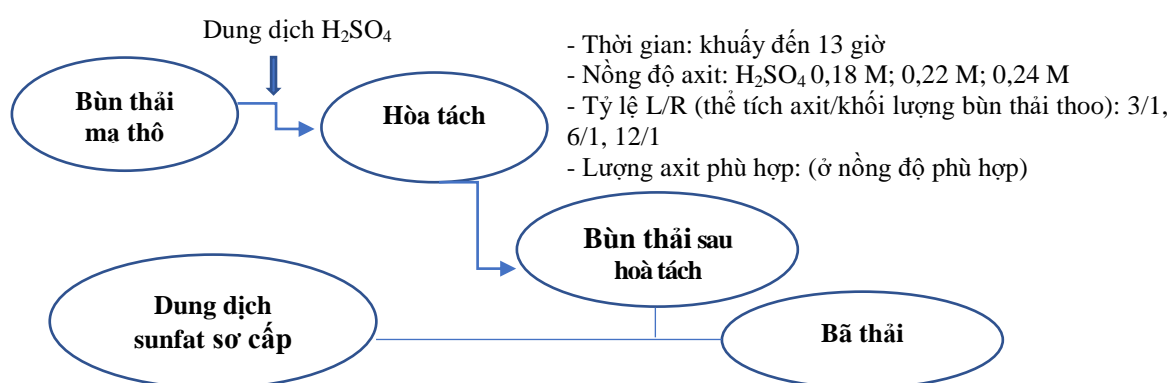 Dung dịch H₂SO₄
- Thời gian: khuấy đến 13 giờ
- Nồng độ axit: H₂SO₄ 0,18 M; 0,22 M; 0,24 M
- Tỷ lệ L/R (thể tích axit/khối lượng bùn thải thoo): 3/1,
6/1, 12/1
- Lượng axit phù hợp: (ở nồng độ phù hợp)
Bùn thải
mạ thô
Hòa tách
Bùn thải sau
hoà tách
Dung dịch
sunfat sơ cấp
Bã thải